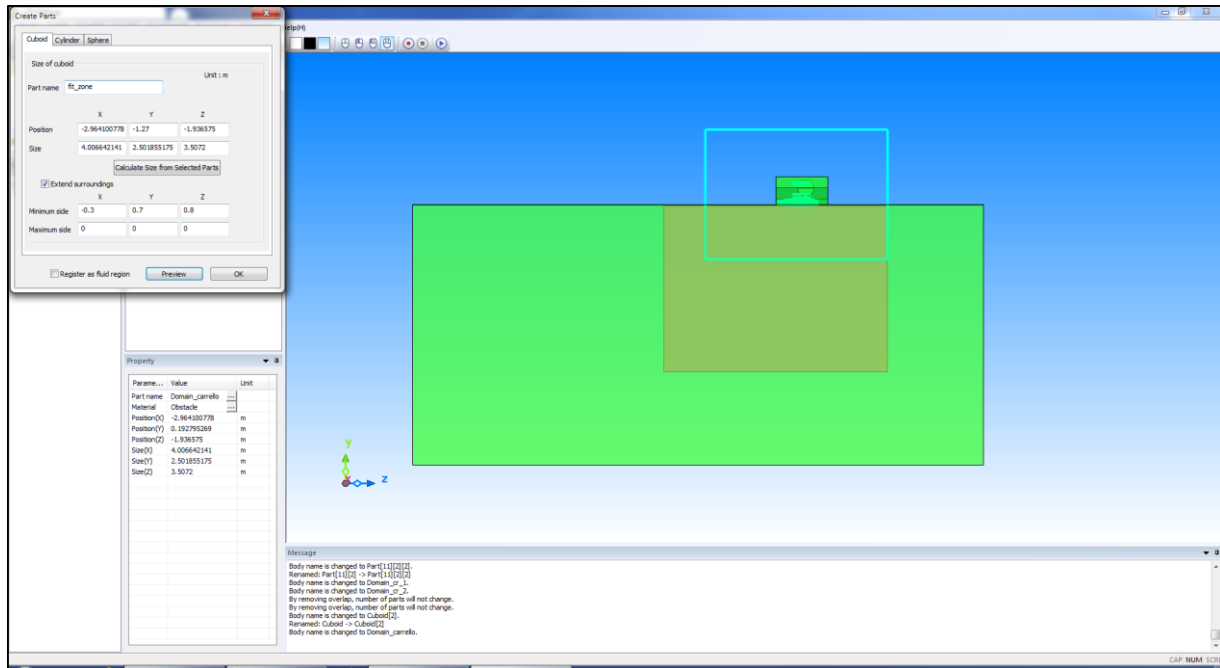 Create Parts
Help(H)
Cuboid Cylinder Sphere
Size of cuboid
Unit : m
Part name fit_zone
X Y Z
Position -2.964100778 -1.27 -1.936575
Size 4.006642141 2.501855175 3.5072
Calculate Size from Selected Parts
Extend surroundings
X Y Z
Minimum side -0.3 0.7 0.8
Maximum side 0 0 0
Register as fluid region Preview OK
Property
Parame... Value Unit
Part name Domain_carrello ...
Material Obstacle ...
Position(X) -2.964100778 m
Position(Y) 0.192795269 m
Position(Z) -1.936575 m
Size(X) 4.006642141 m
Size(Y) 2.501855175 m
Size(Z) 3.5072 m
y
z
Message
Body name is changed to Part[11][2][2].
Renamed: Part[11][2] -> Part[11][2][2]
Body name is changed to Domain_cr_1.
Body name is changed to Domain_cr_2.
By removing overlap, number of parts will not change.
By removing overlap, number of parts will not change.
Body name is changed to Cuboid[2].
Renamed: Cuboid -> Cuboid[2]
Body name is changed to Domain_carrello.
CAP NUM SCR